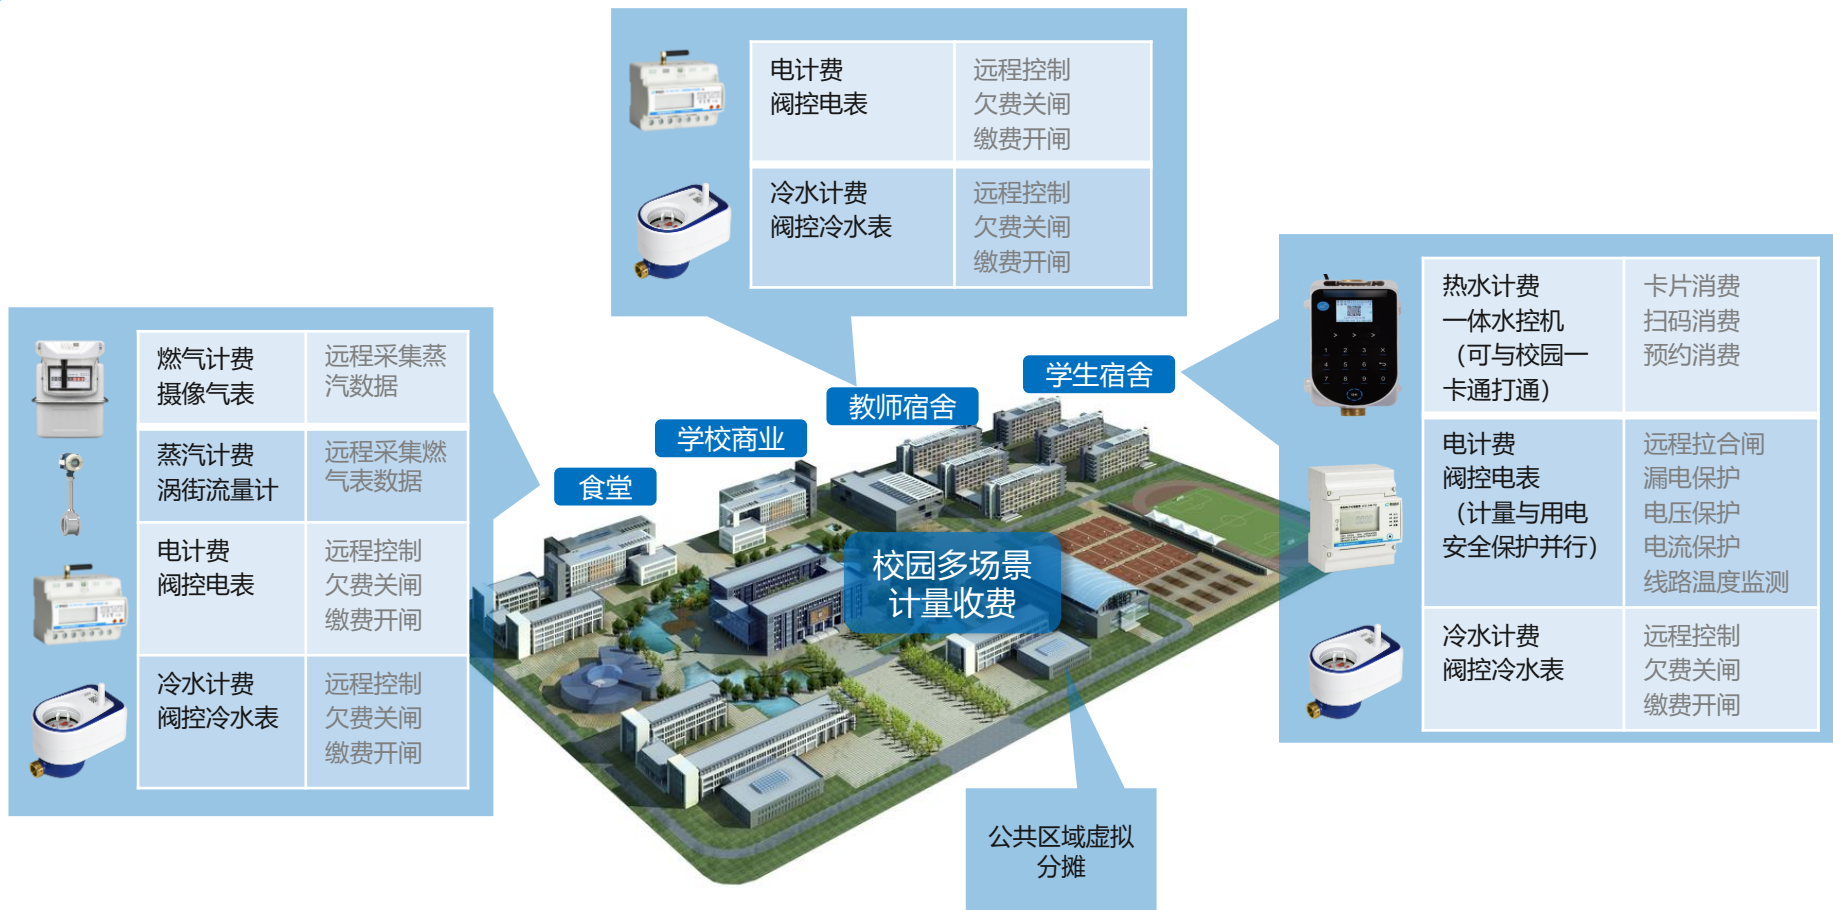 电计费
阀控电表
远程控制
欠费关闸
缴费开闸
冷水计费
阀控冷水表
远程控制
欠费关闸
缴费开闸
燃气计费
摄像气表
远程采集蒸
汽数据
蒸汽计费
涡街流量计
远程采集燃
气表数据
电计费
阀控电表
远程控制
欠费关闸
缴费开闸
冷水计费
阀控冷水表
远程控制
欠费关闸
缴费开闸
食堂
学校商业
教师宿舍
学生宿舍
校园多场景
计量收费
公共区域虚拟
分摊
热水计费
一体水控机
（可与校园一
卡通打通）
卡片消费
扫码消费
预约消费
电计费
阀控电表
（计量与用电
安全保护并行）
远程拉合闸
漏电保护
电压保护
电流保护
线路温度监测
冷水计费
阀控冷水表
远程控制
欠费关闸
缴费开闸